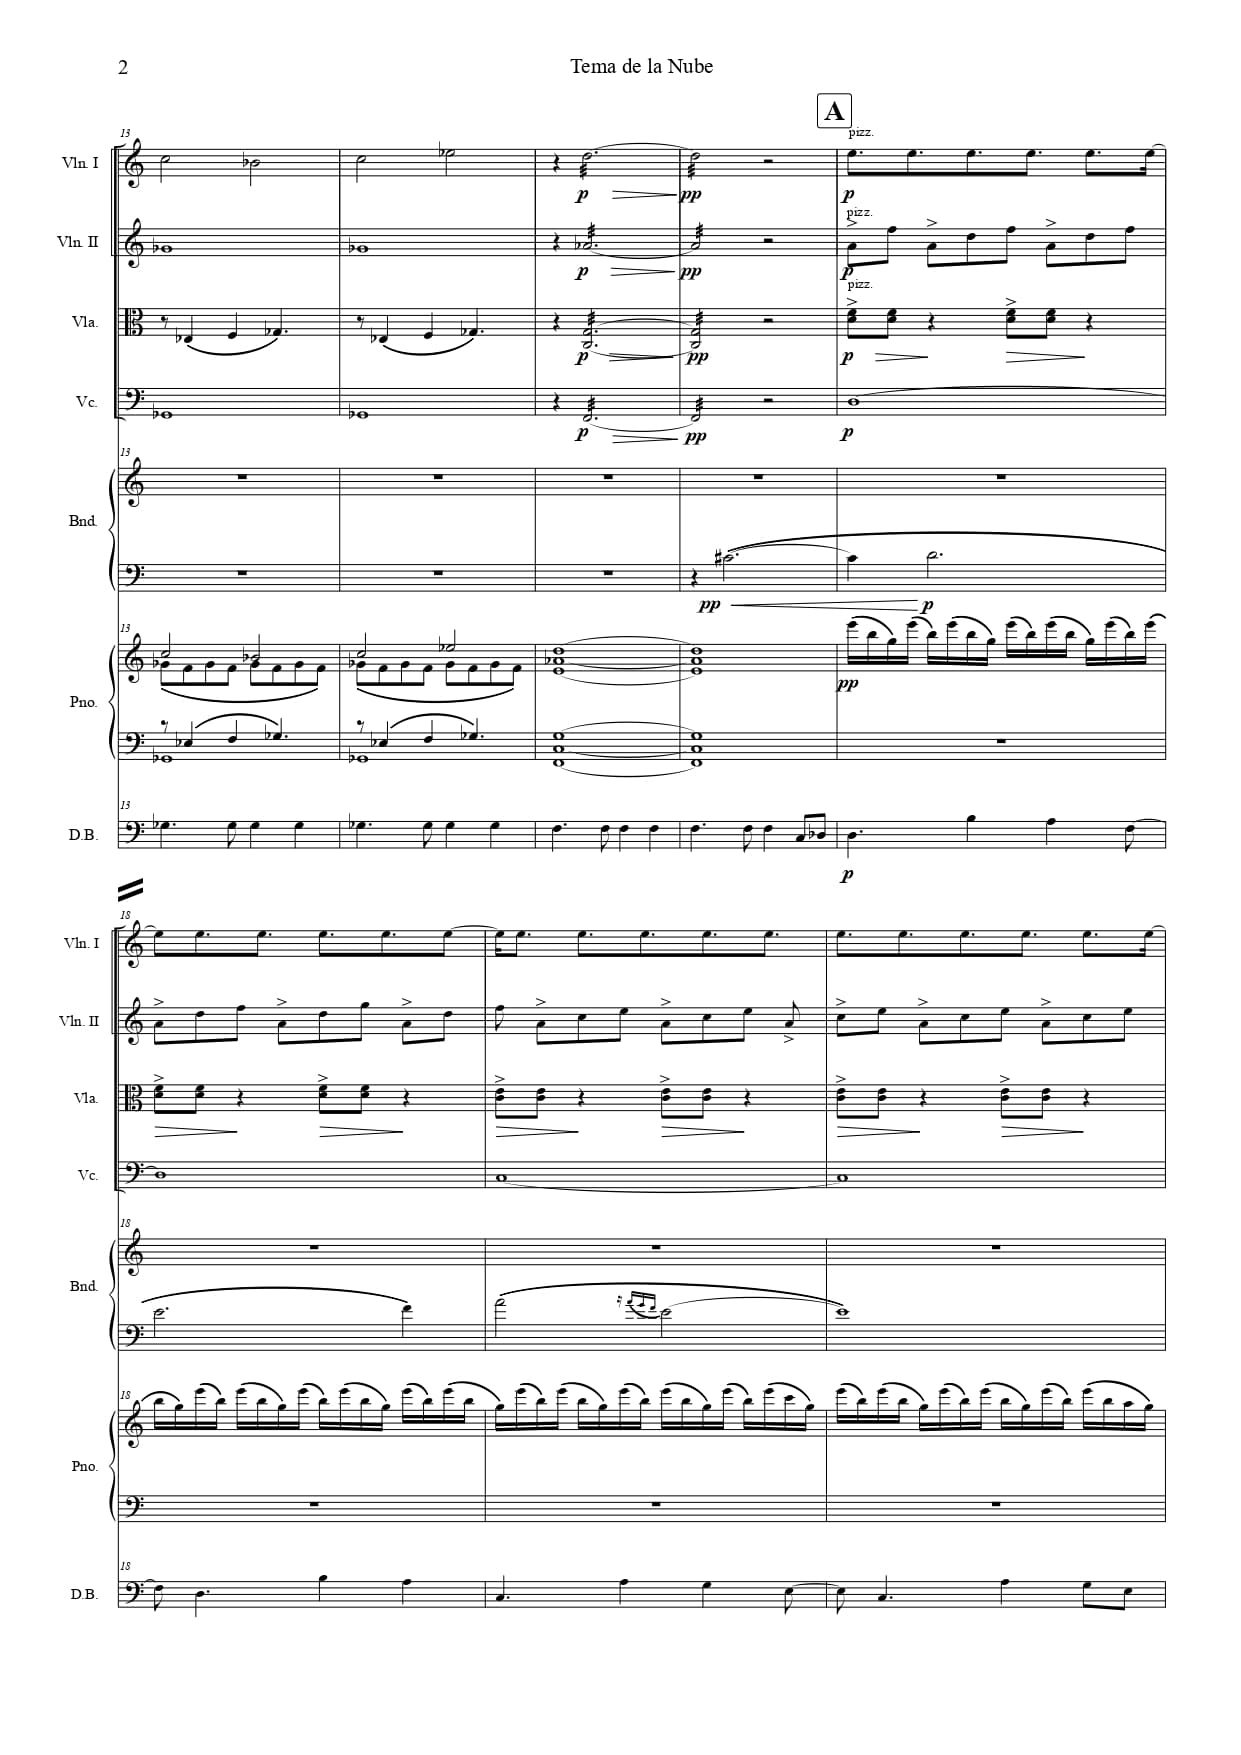 2
Tema de la Nube
A
13
pizz.
Vln. I
p
pp
p
pizz.
Vln. II
p
pp
p
pizz.
Vla.
p
pp
p
Vc.
p
pp
p
13
Bnd.
pp
p
13
pp
Pno.
13
D.B.
p
18
Vln. I
Vln. II
Vla.
Vc.
18
Bnd.
18
Pno.
18
D.B.